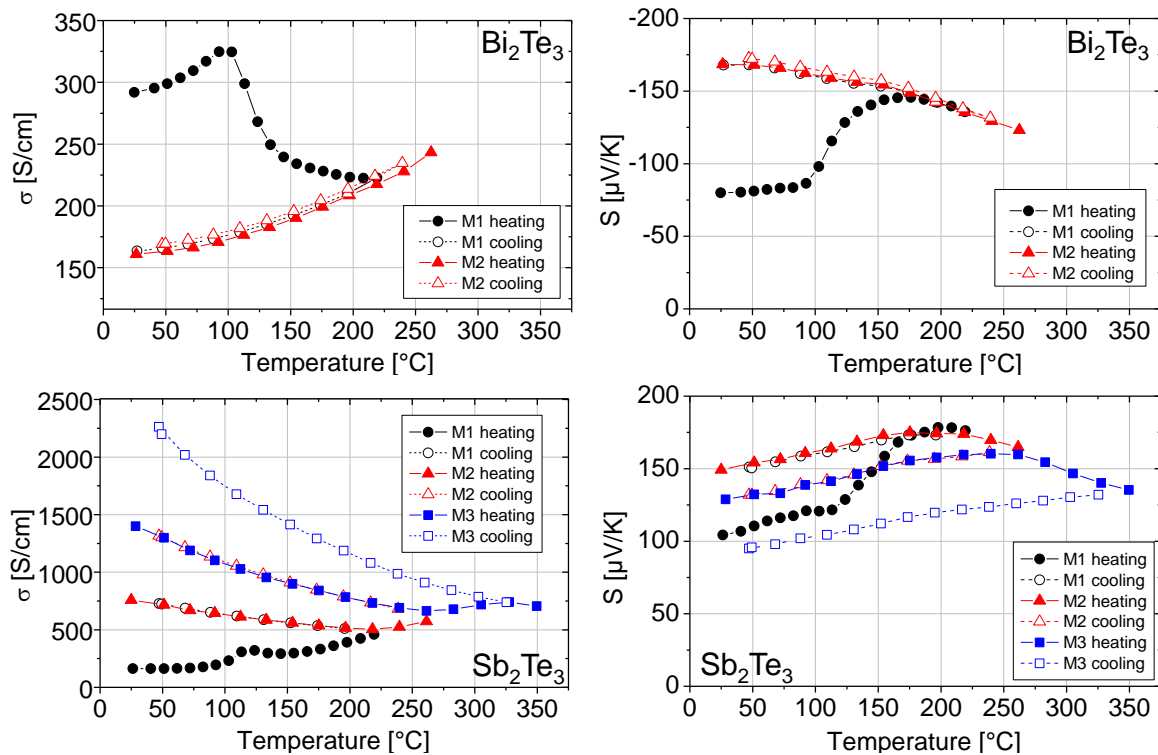 350
300
250
200
150
σ [S/cm]
Bi2Te3
M1 heating
M1 cooling
M2 heating
M2 cooling
0 50 100 150 200 250 300 350
Temperature [°C]
-200
-150
-100
-50
0
S [µV/K]
Bi2Te3
M1 heating
M1 cooling
M2 heating
M2 cooling
0 50 100 150 200 250 300 350
Temperature [°C]
2500
2000
1500
1000
500
0
σ [S/cm]
M1 heating
M1 cooling
M2 heating
M2 cooling
M3 heating
M3 cooling
Sb2Te3
0 50 100 150 200 250 300 350
Temperature [°C]
200
150
100
50
0
S [µV/K]
M1 heating
M1 cooling
M2 heating
M2 cooling
M3 heating
M3 cooling
Sb2Te3
0 50 100 150 200 250 300 350
Temperature [°C]